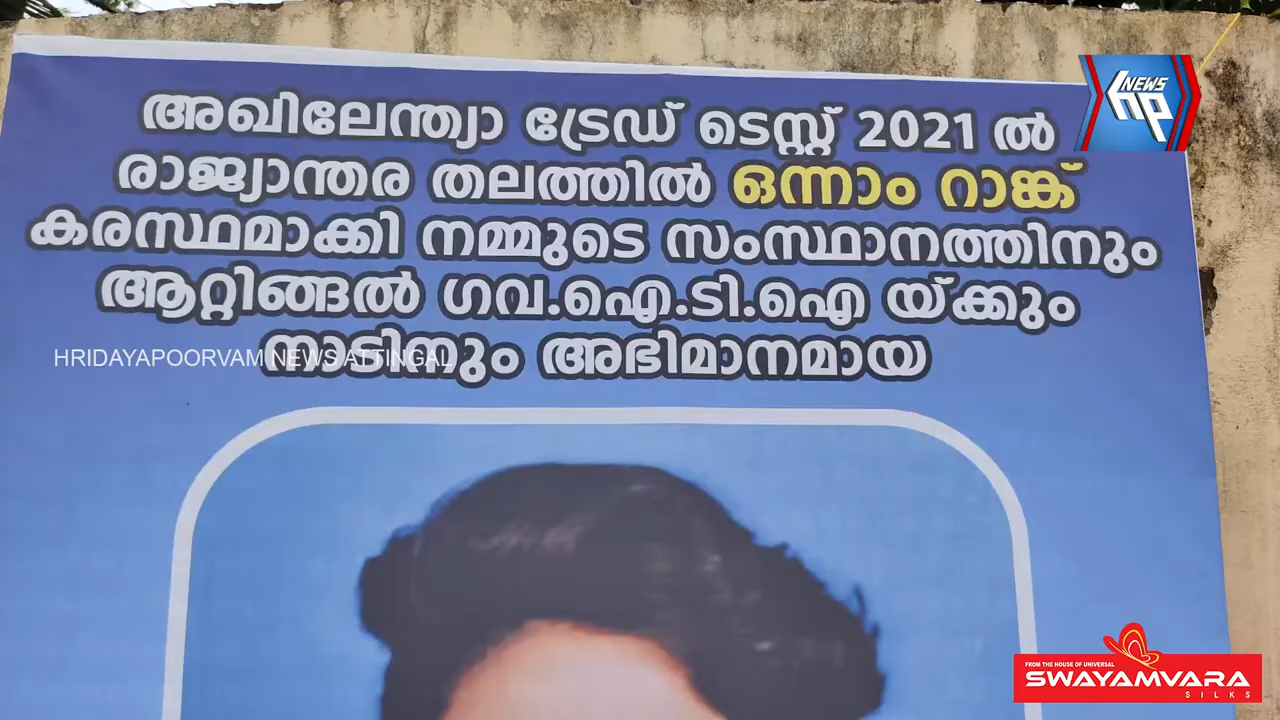 അഖിലേന്ത്യാ ട്രേഡ് ടെസ്റ്റ് 2021 ൽ
രാജ്യാന്തര തലത്തിൽ ഒന്നാം റാങ്ക്
കരസ്ഥമാക്കി നമ്മുടെ സംസ്ഥാനത്തിനും
ആറ്റിങ്ങൽ ഗവ.ഐ.ടി.ഐ യ്ക്കും
നാടിനും അഭിമാനമായ
HRIDAYAPOORVAM NEWS ATTINGAL
NEWS
hp
FROM THE HOUSE OF UNIVERSAL
SWAYAMVARA
SILKS